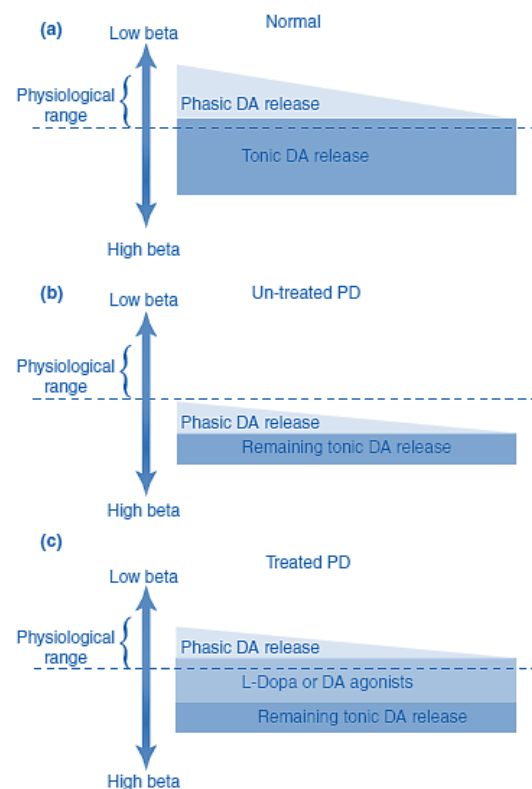 (a)
Normal
Low beta
Physiological
range
Phasic DA release
Tonic DA release
High beta
(b)
Un-treated PD
Low beta
Physiological
range
Phasic DA release
Remaining tonic DA release
High beta
(c)
Treated PD
Low beta
Physiological
range
Phasic DA release
L-Dopa or DA agonists
Remaining tonic DA release
High beta